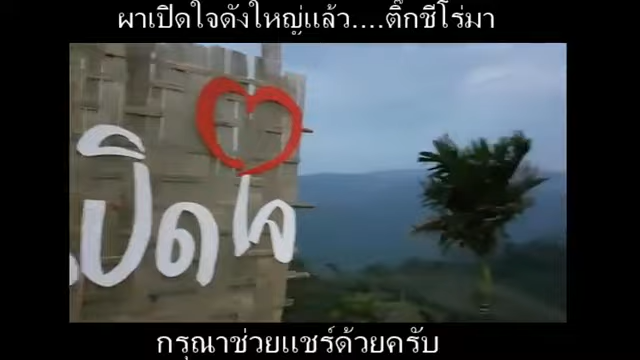 ผาเปิดใจดังใหญ่แล้ว....ติ๊กชีโร่มา
เปิดใจ
กรุณาช่วยแชร์ด้วยครับ